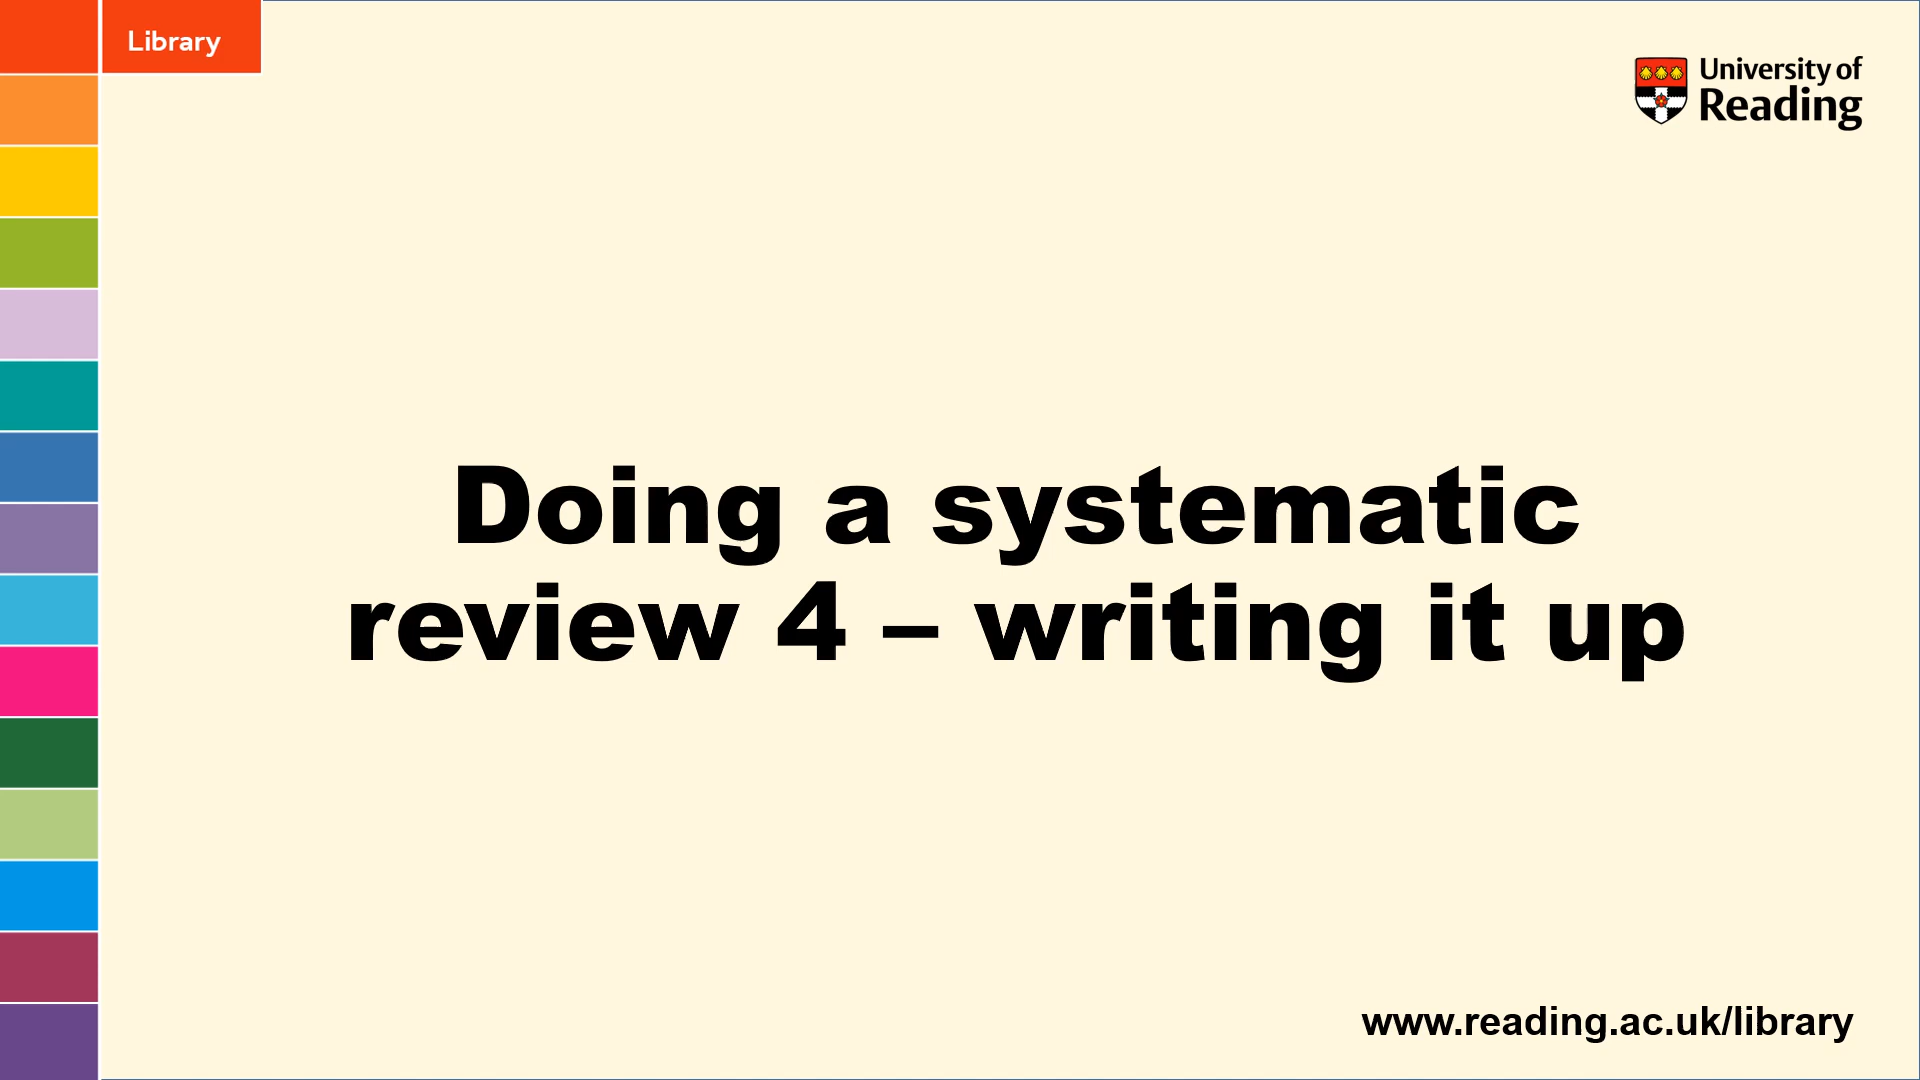 Library
University of
Reading
Doing a systematic
review 4 – writing it up
www.reading.ac.uk/library